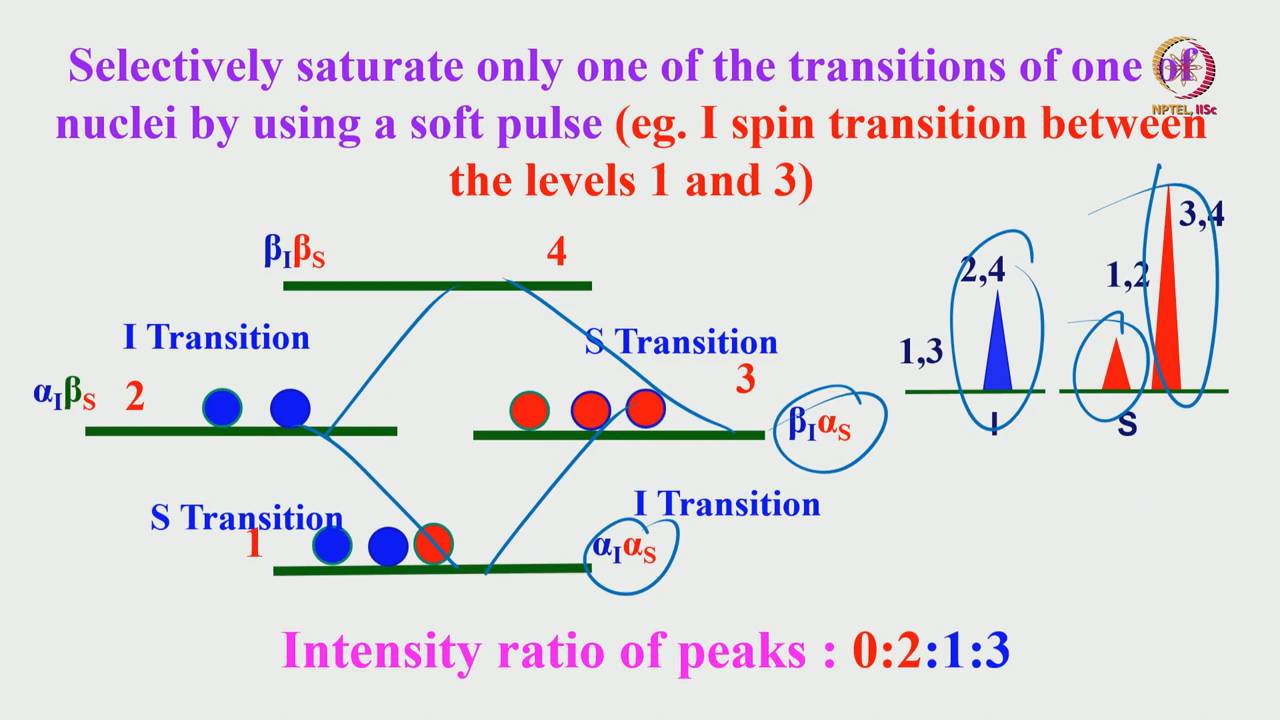 Selectively saturate only one of the transitions of one of
nuclei by using a soft pulse (eg. I spin transition between
the levels 1 and 3)
NPTEL, IISc
βIβS 4
3,4
2,4
1,2
I Transition
S Transition
1,3
αIβS 2
3
βIαS
I
S
S Transition
I Transition
1
αIαS
Intensity ratio of peaks : 0:2:1:3